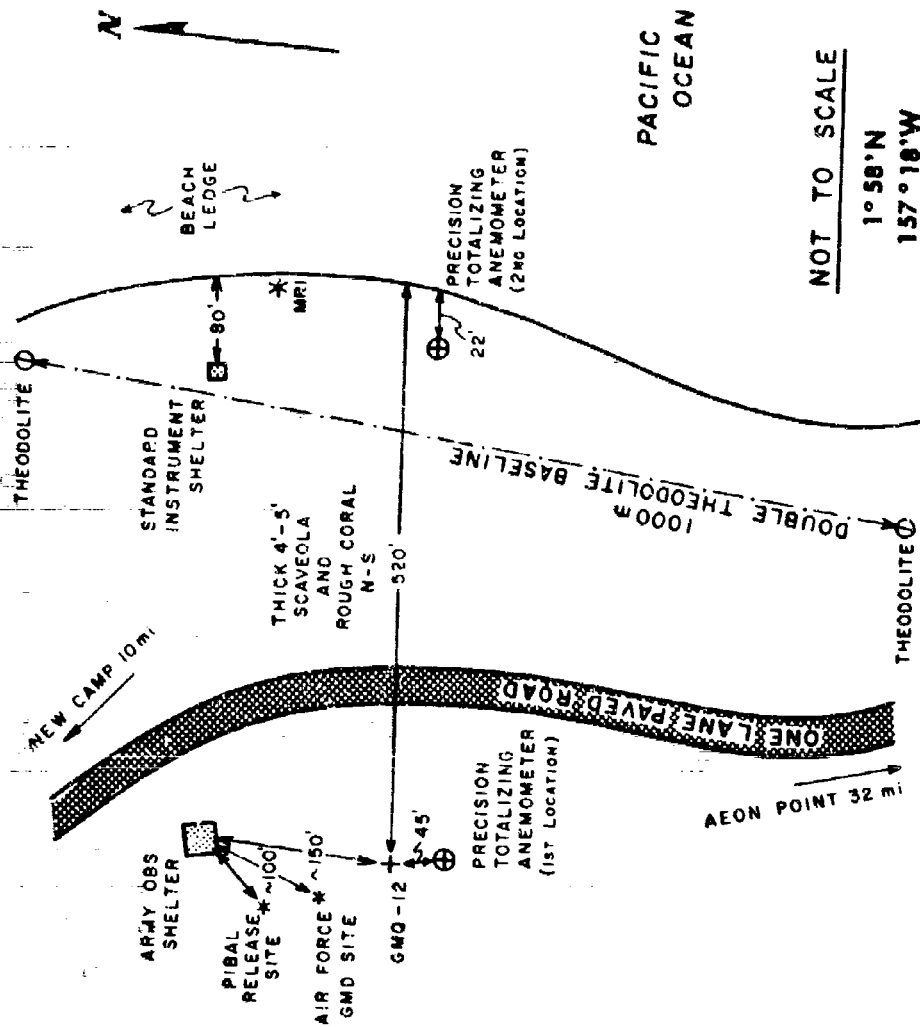 N
THEODOLITE
BEACH
LEDGE
STANDARD
INSTRUMENT
SHELTER
80'
MRI
NEW CAMP 10 mi
THICK 4'-5'
SCAVEOLA
AND
ROUGH CORAL
N-S
520'
PRECISION
TOTALIZING
ANEMOMETER
(2ND LOCATION)
22'
PACIFIC
OCEAN
ARMY OBS
SHELTER
PIBAL
RELEASE
SITE
~100'
AIR FORCE
GMD SITE
~150'
GMQ-12
45'
PRECISION
TOTALIZING
ANEMOMETER
(1ST LOCATION)
ONE LANE PAVED ROAD
1000 ft
DOUBLE THEODOLITE BASELINE
AEON POINT 32 mi
THEODOLITE
NOT TO SCALE
1° 58'N
157° 18'W